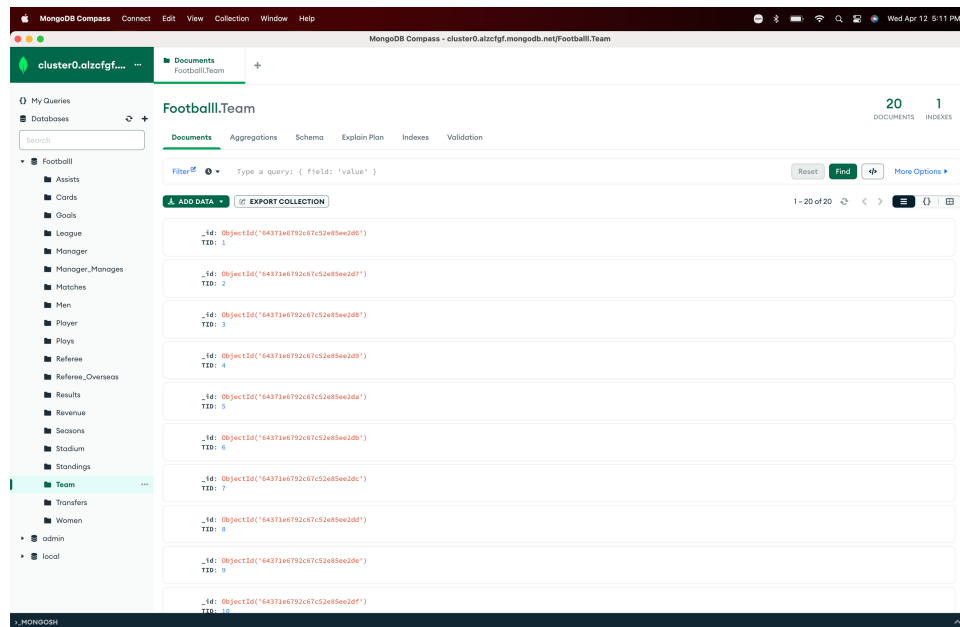 MongoDB Compass Connect Edit View Collection Window Help Wed Apr 12 5:11 PM
MongoDB Compass - cluster0.alzcfgf.mongodb.net/Footballl.Team
cluster0.alzcfgf.... ...
Documents
Footballl.Team
+
{} My Queries
Databases
Search
Footballl
Assists
Cards
Goals
League
Manager
Manager_Manages
Matches
Men
Player
Plays
Referee
Referee_Overseas
Results
Revenue
Seasons
Stadium
Standings
Team ...
Transfers
Women
admin
local
Footballl.Team
20
DOCUMENTS
1
INDEXES
Documents Aggregations Schema Explain Plan Indexes Validation
Filter Type a query: { field: 'value' } Reset Find </> More Options
ADD DATA EXPORT COLLECTION 1 - 20 of 20 {}
_id: ObjectId('64371e6792c67c52e85ee2d6')
TID: 1
_id: ObjectId('64371e6792c67c52e85ee2d7')
TID: 2
_id: ObjectId('64371e6792c67c52e85ee2d8')
TID: 3
_id: ObjectId('64371e6792c67c52e85ee2d9')
TID: 4
_id: ObjectId('64371e6792c67c52e85ee2da')
TID: 5
_id: ObjectId('64371e6792c67c52e85ee2db')
TID: 6
_id: ObjectId('64371e6792c67c52e85ee2dc')
TID: 7
_id: ObjectId('64371e6792c67c52e85ee2dd')
TID: 8
_id: ObjectId('64371e6792c67c52e85ee2de')
TID: 9
_id: ObjectId('64371e6792c67c52e85ee2df')
TID: 10
>_MONGOSH